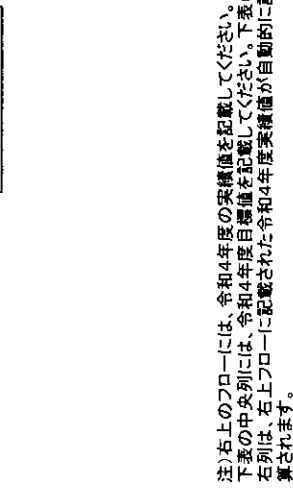 注)右上のフローには、令和4年度の実績値を記載してください。
下表の中央列には、令和4年度目標値を記載してください。下表
右列は、右上フローに記載された令和4年度実績値が自動的に
算されます。